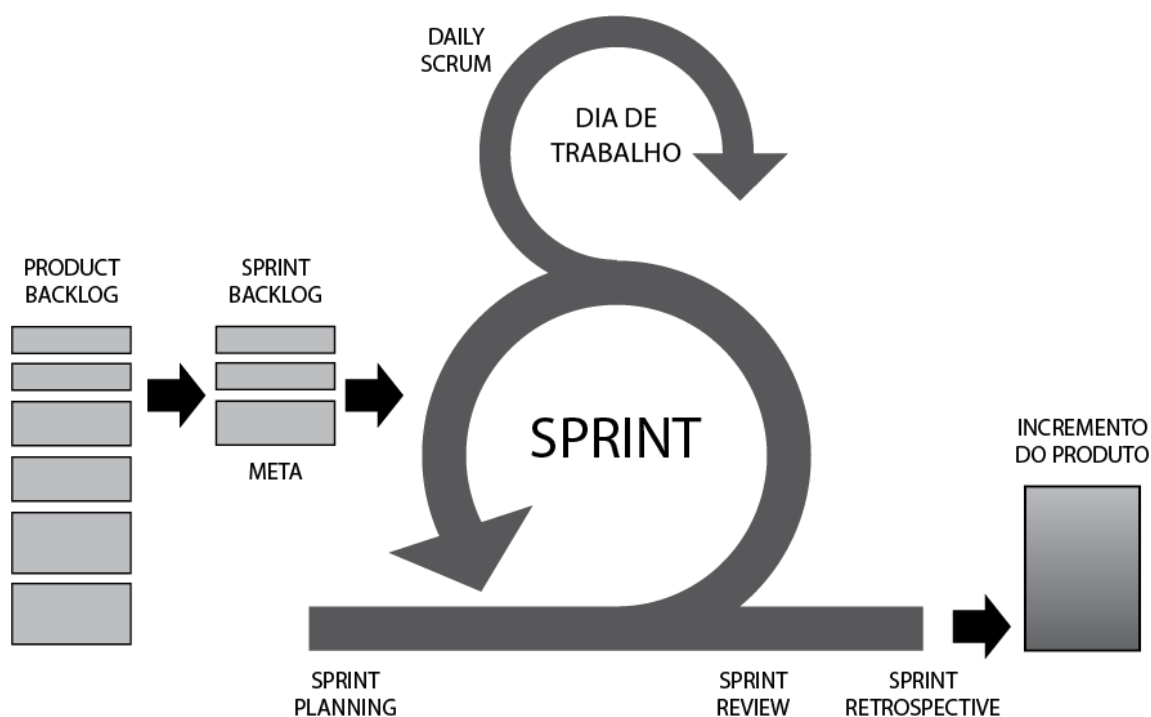 DAILY
SCRUM
DIA DE
TRABALHO
PRODUCT
BACKLOG
SPRINT
BACKLOG
META
SPRINT
INCREMENTO
DO PRODUTO
SPRINT
PLANNING
SPRINT
REVIEW
SPRINT
RETROSPECTIVE